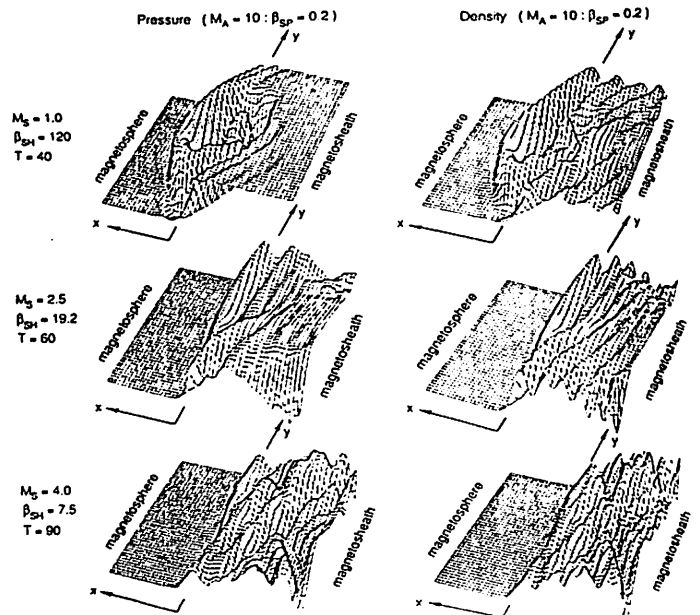 Pressure ( M_A = 10 : β_SP = 0.2 )
Density ( M_A = 10 : β_SP = 0.2 )
y
y
M_S = 1.0
β_SH = 120
T = 40
magnetosphere
magnetosheath
x
magnetosphere
magnetosheath
x
y
y
M_S = 2.5
β_SH = 19.2
T = 60
magnetosphere
magnetosheath
x
magnetosphere
magnetosheath
x
y
y
M_S = 4.0
β_SH = 7.5
T = 90
magnetosphere
magnetosheath
x
magnetosphere
magnetosheath
x